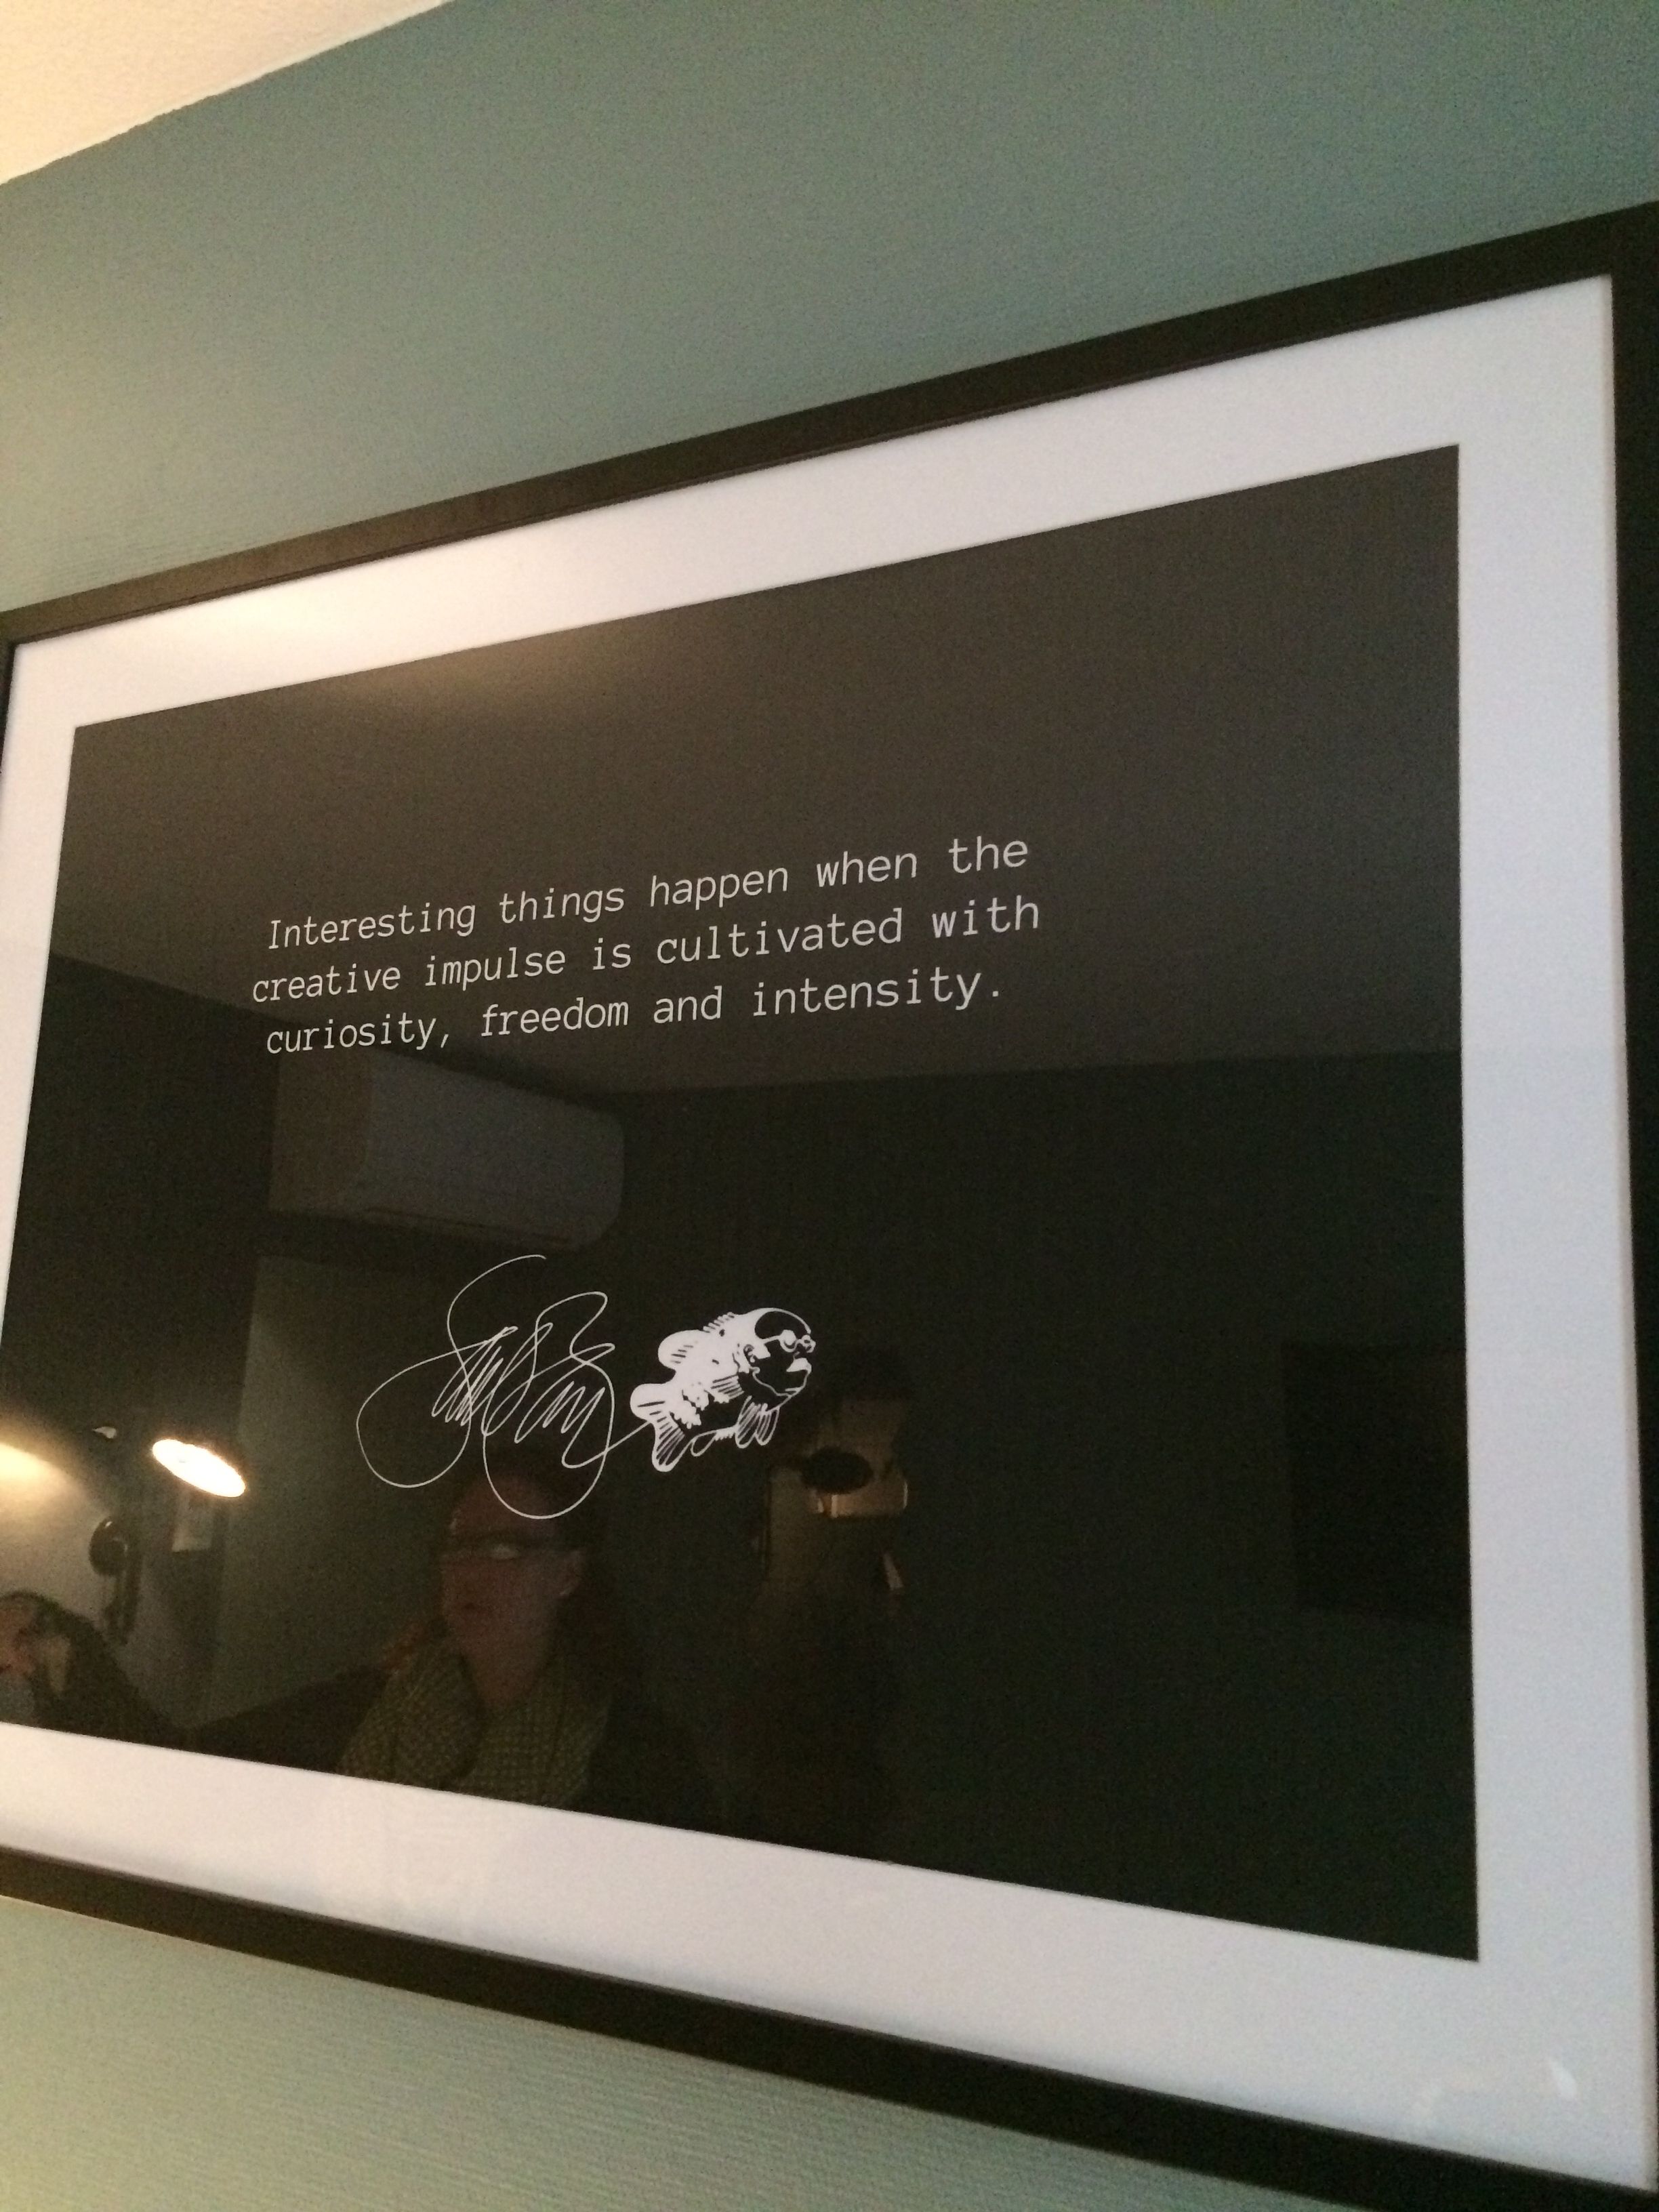 Interesting things happen when the
creative impulse is cultivated with
curiosity, freedom and intensity.